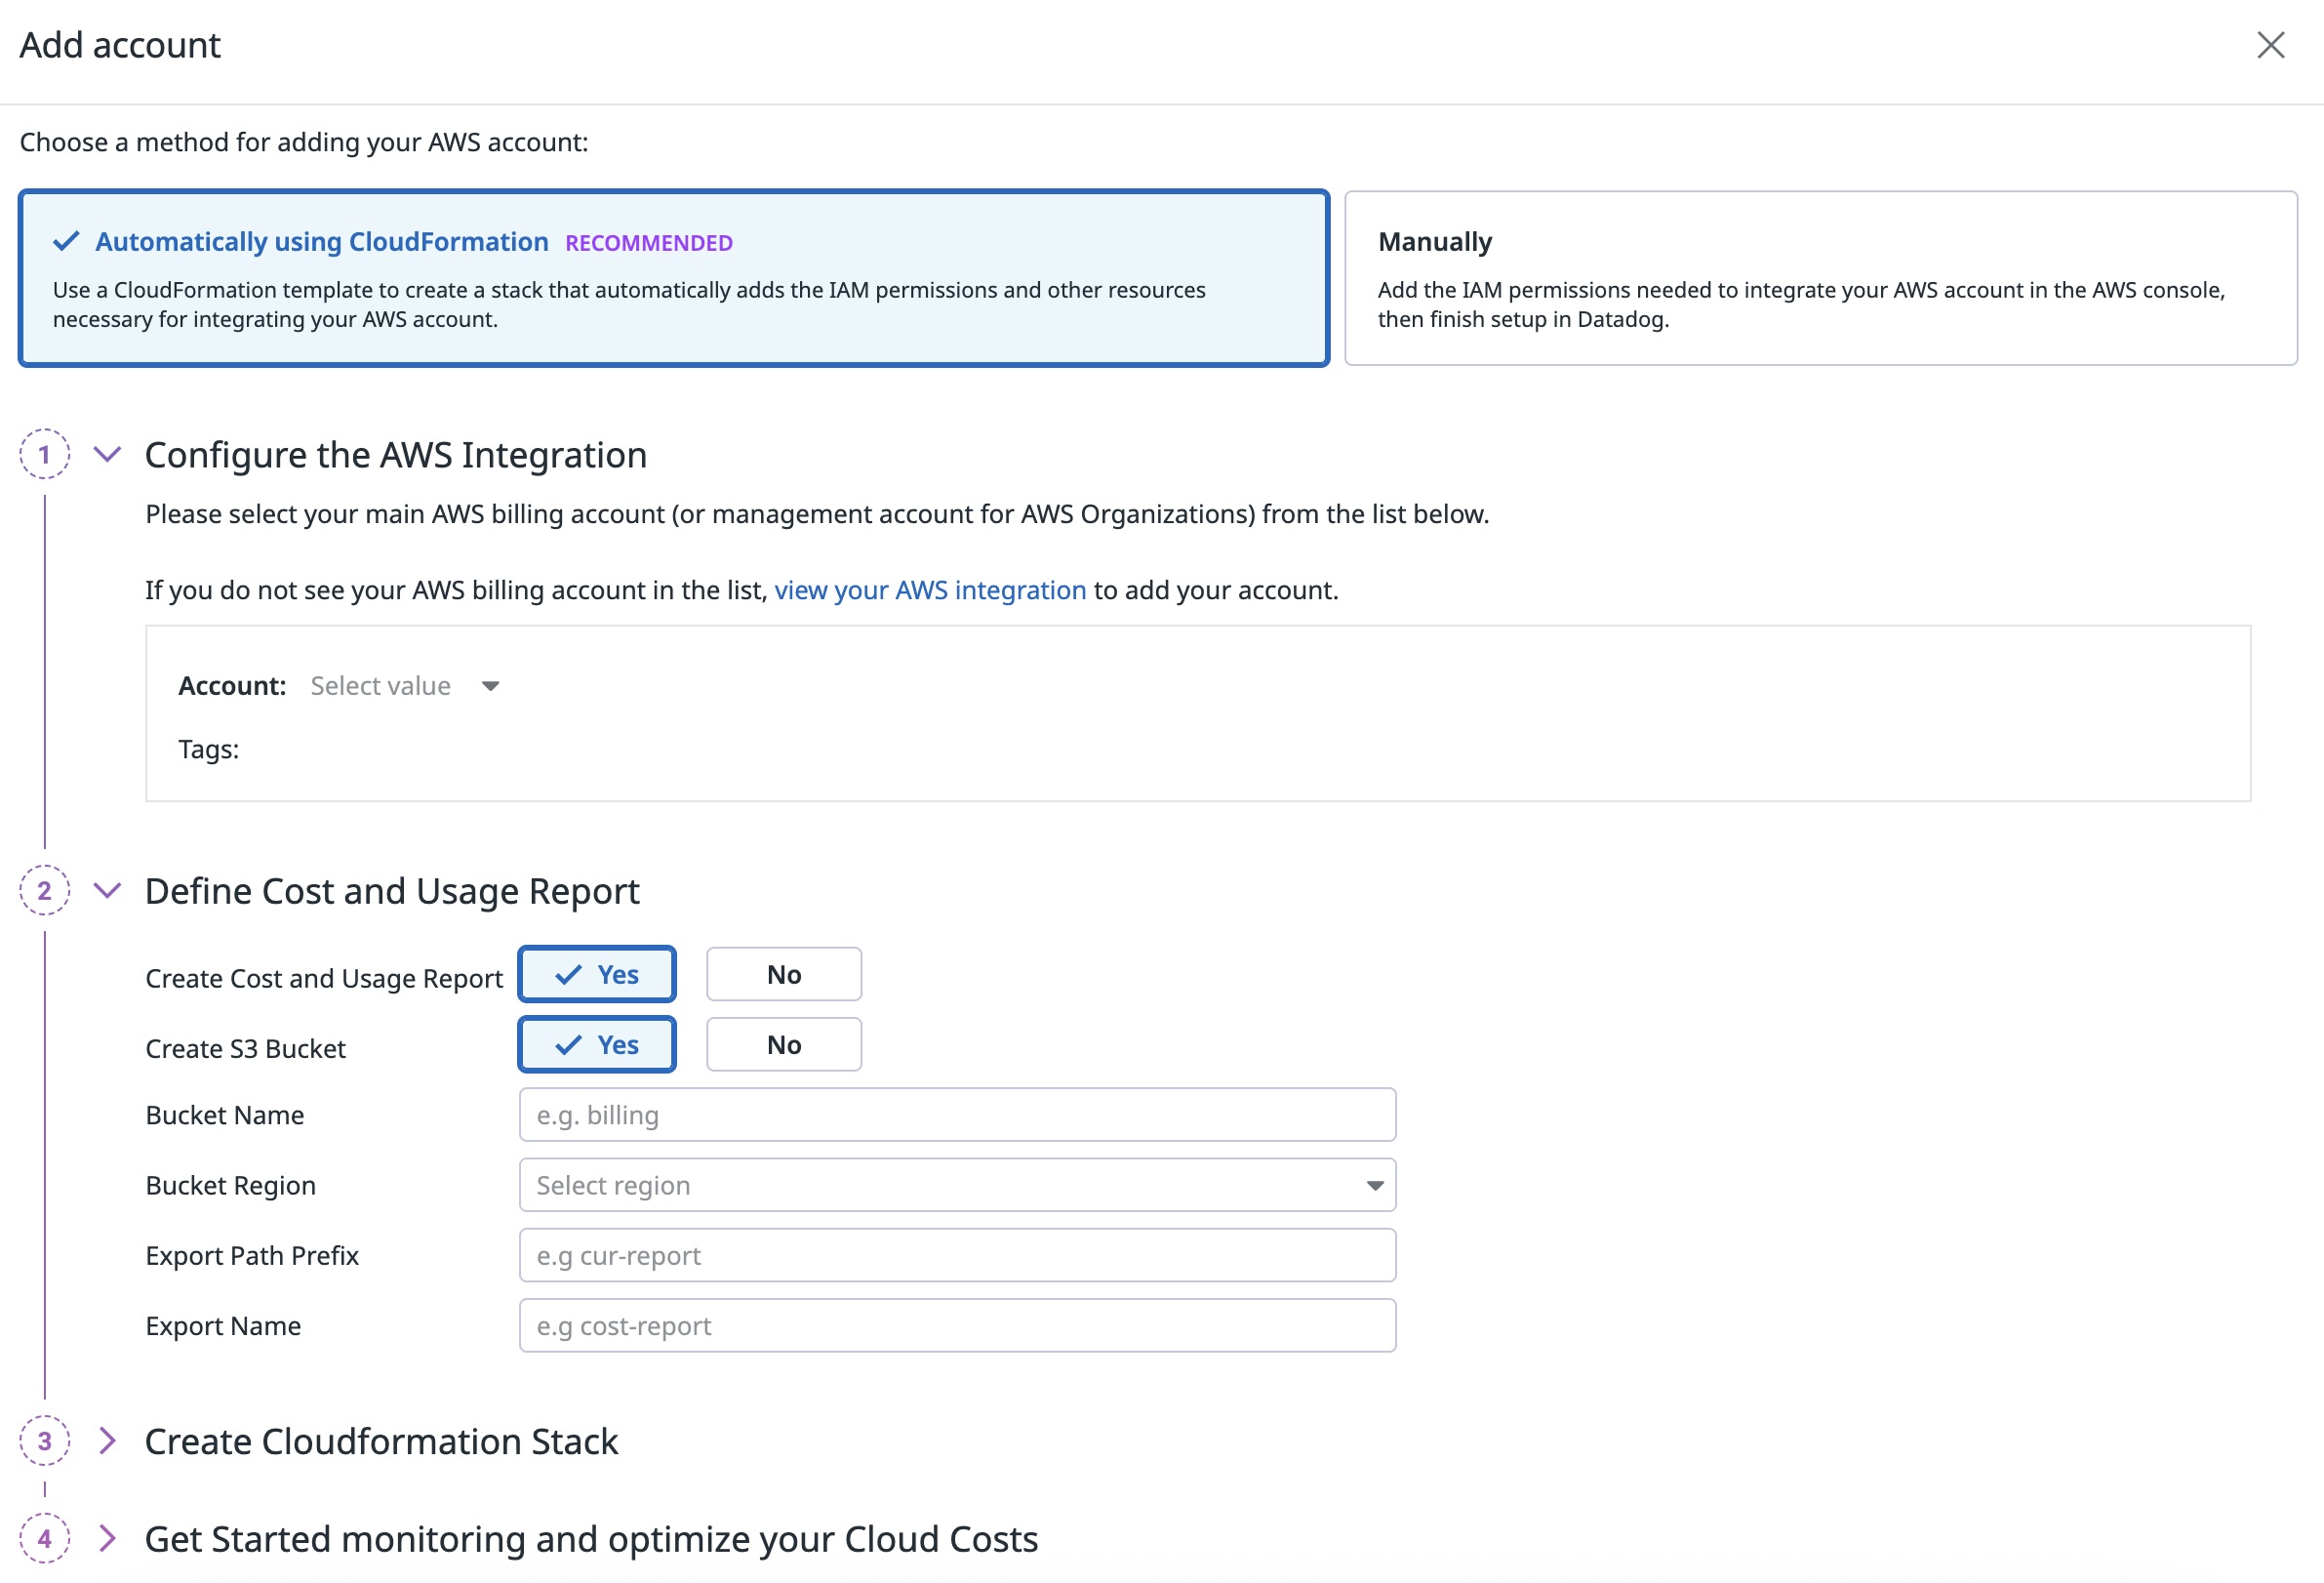 Add account
Choose a method for adding your AWS account:
Automatically using CloudFormation RECOMMENDED
Use a CloudFormation template to create a stack that automatically adds the IAM permissions and other resources
necessary for integrating your AWS account.
Manually
Add the IAM permissions needed to integrate your AWS account in the AWS console,
then finish setup in Datadog.
1 Configure the AWS Integration
Please select your main AWS billing account (or management account for AWS Organizations) from the list below.
If you do not see your AWS billing account in the list, view your AWS integration to add your account.
Account: Select value
Tags:
2 Define Cost and Usage Report
Create Cost and Usage Report Yes No
Create S3 Bucket Yes No
Bucket Name e.g. billing
Bucket Region Select region
Export Path Prefix e.g cur-report
Export Name e.g cost-report
3 Create Cloudformation Stack
4 Get Started monitoring and optimize your Cloud Costs